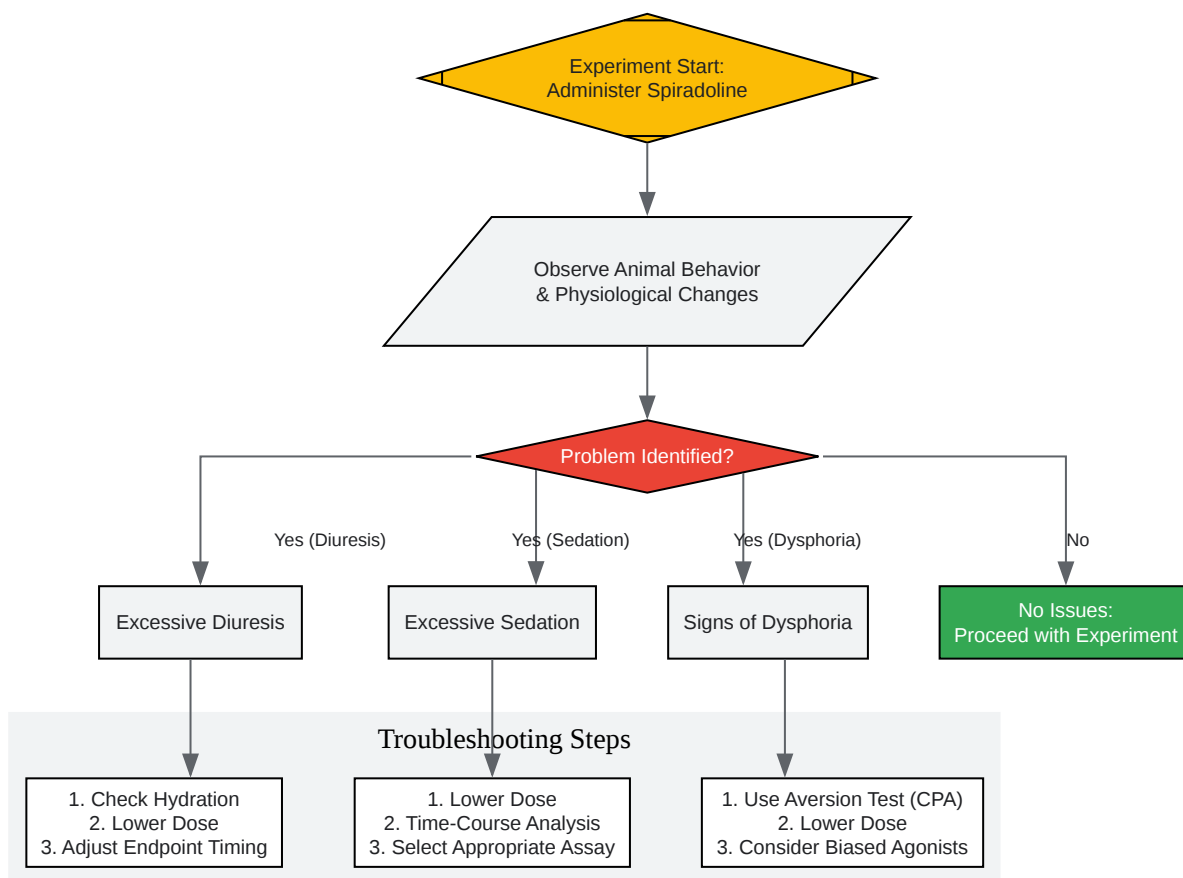 Experiment Start:
Administer Spiradoline
Observe Animal Behavior
& Physiological Changes
Problem Identified?
Yes (Diuresis)
Yes (Sedation)
Yes (Dysphoria)
No
Excessive Diuresis
Excessive Sedation
Signs of Dysphoria
No Issues:
Proceed with Experiment
Troubleshooting Steps
1. Check Hydration
2. Lower Dose
3. Adjust Endpoint Timing
1. Lower Dose
2. Time-Course Analysis
3. Select Appropriate Assay
1. Use Aversion Test (CPA)
2. Lower Dose
3. Consider Biased Agonists